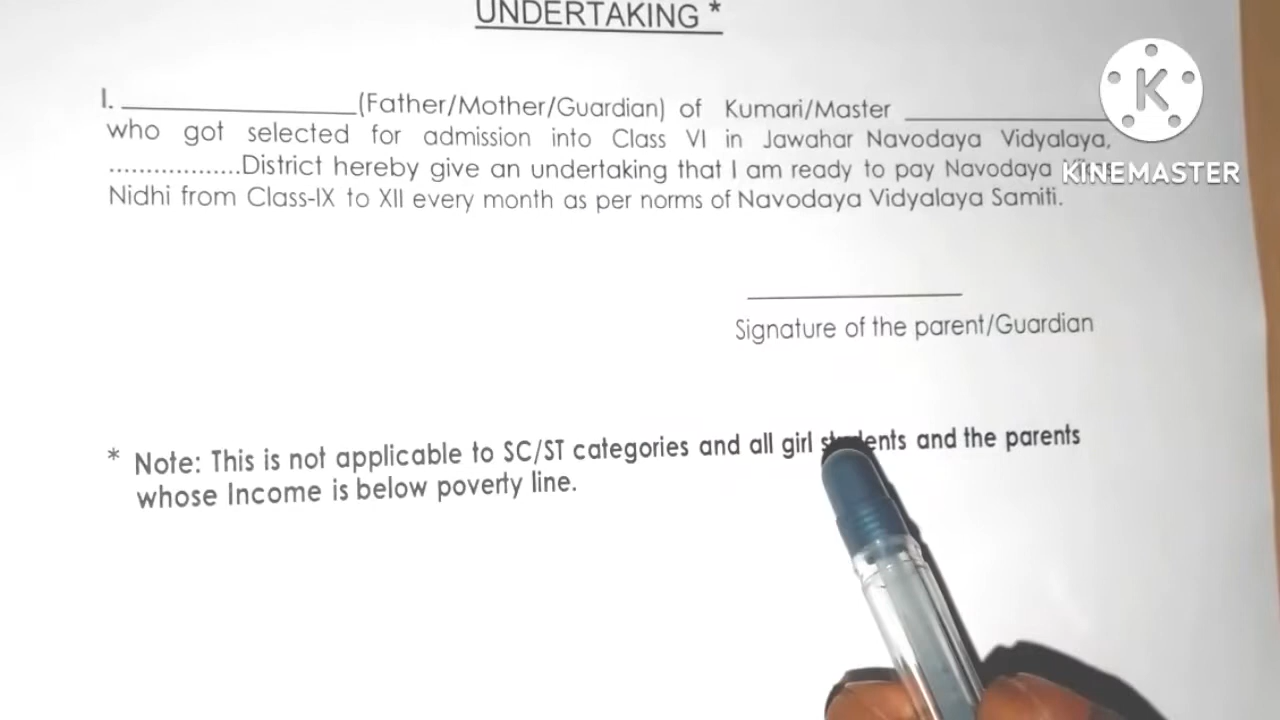 UNDERTAKING *
I. ____________________(Father/Mother/Guardian) of Kumari/Master __________________
who got selected for admission into Class VI in Jawahar Navodaya Vidyalaya,
..................District hereby give an undertaking that I am ready to pay Navodaya
Nidhi from Class-IX to XII every month as per norms of Navodaya Vidyalaya Samiti.
Signature of the parent/Guardian
* Note: This is not applicable to SC/ST categories and all girl students and the parents
whose Income is below poverty line.
K
KINEMASTER